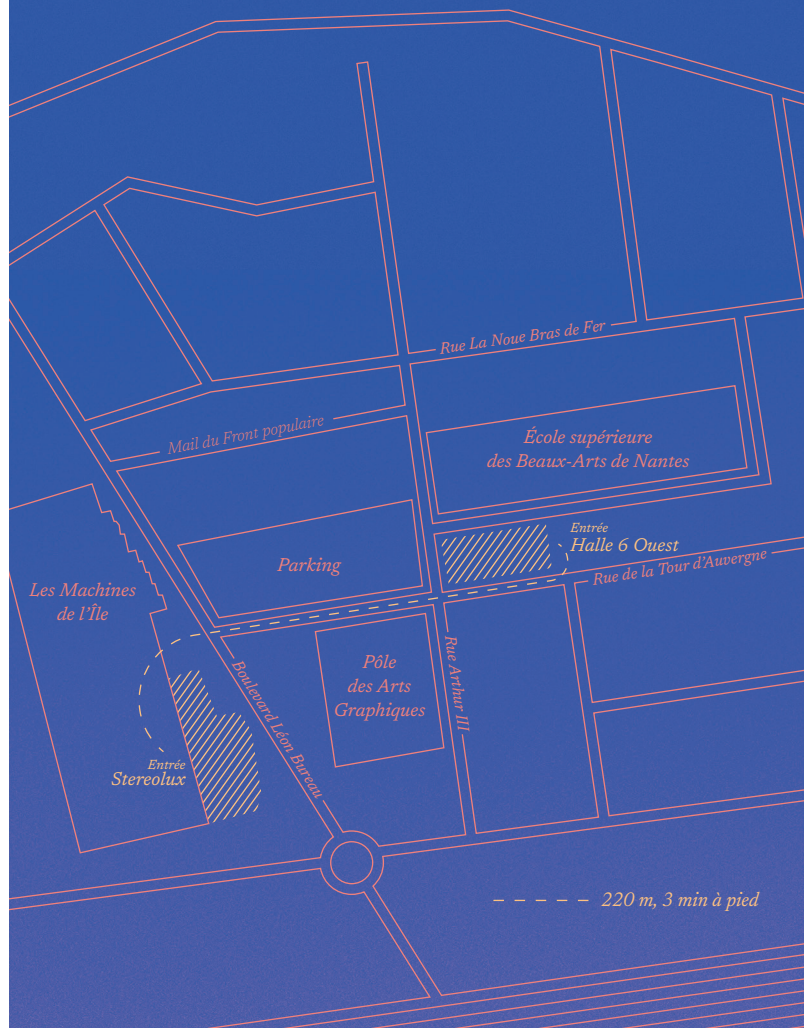 Rue La Noue Bras de Fer
Mail du Front populaire
École supérieure
des Beaux-Arts de Nantes
Entrée
Halle 6 Ouest
Parking
Rue de la Tour d'Auvergne
Les Machines
de l'Île
Pôle
des Arts
Graphiques
Rue Arthur III
Boulevard Léon Bureau
Entrée
Stereolux
220 m, 3 min à pied